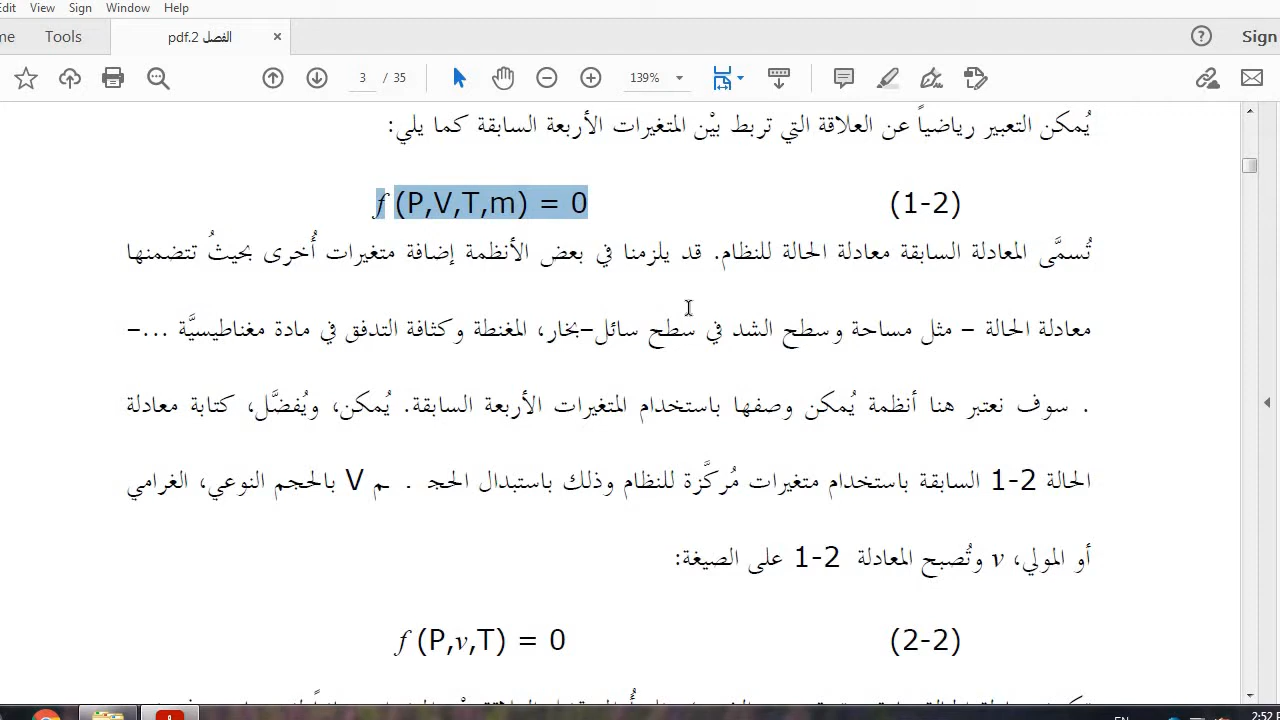 Edit View Sign Window Help
me Tools الفصل 2.pdf × ? Sign
3 / 35 139%
يُمكن التعبير رياضياً عن العلاقة التي تربط بيْن المتغيرات الأربعة السابقة كما يلي:
f (P,V,T,m) = 0 (1-2)
تُسمَّى المعادلة السابقة معادلة الحالة للنظام. قد يلزمنا في بعض الأنظمة إضافة متغيرات أُخرى بحيثُ تتضمنها
معادلة الحالة – مثل مساحة وسطح الشد في سطح سائل–بخار، المغنطة وكثافة التدفق في مادة مغناطيسيَّة ...–
. سوف نعتبر هنا أنظمة يُمكن وصفها باستخدام المتغيرات الأربعة السابقة. يُمكن، ويُفضَّل، كتابة معادلة
الحالة 1-2 السابقة باستخدام متغيرات مُركَّزة للنظام وذلك باستبدال الحجـ . ـم V بالحجم النوعي، الغرامي
أو المولي، v وتُصبح المعادلة 1-2 على الصيغة:
f (P,v,T) = 0 (2-2)
EN 2:52